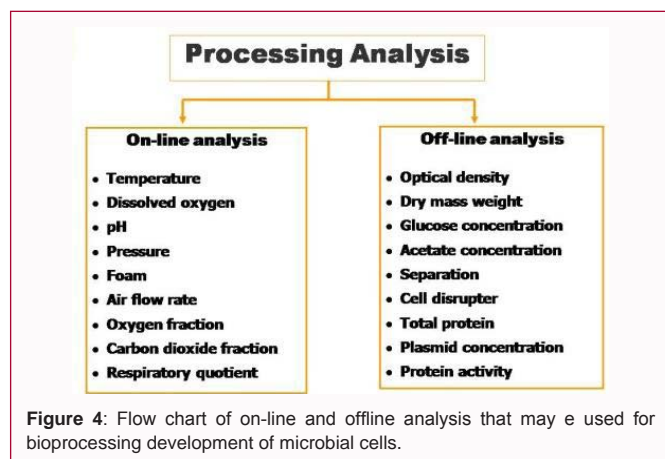 Processing Analysis
On-line analysis
• Temperature
• Dissolved oxygen
• pH
• Pressure
• Foam
• Air flow rate
• Oxygen fraction
• Carbon dioxide fraction
• Respiratory quotient
Off-line analysis
• Optical density
• Dry mass weight
• Glucose concentration
• Acetate concentration
• Separation
• Cell disrupter
• Total protein
• Plasmid concentration
• Protein activity
Figure 4: Flow chart of on-line and offline analysis that may e used for
bioprocessing development of microbial cells.